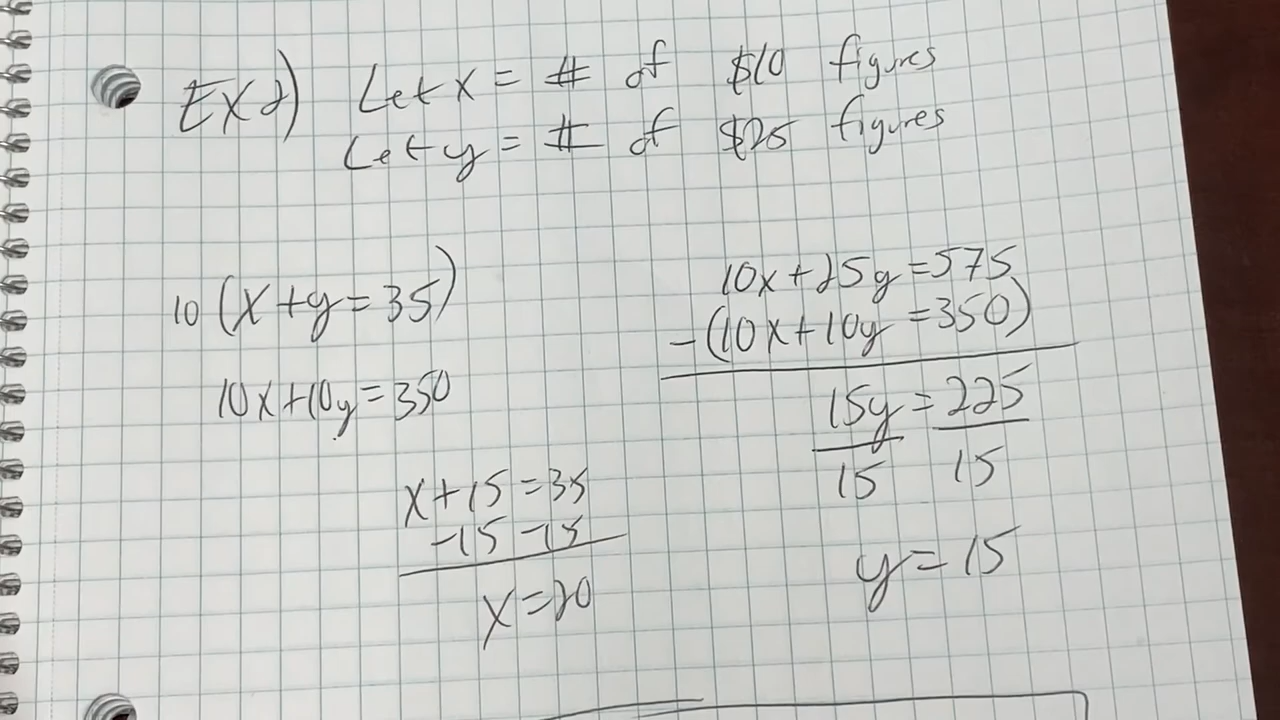 Ex 2) Let x = # of $10 figures
Let y = # of $25 figures
10 (x+y=35)
10x+10y=350
x+15=35
-15 -15
x=20
10x+25y=575
-(10x+10y=350)
15y=225
15 15
y=15